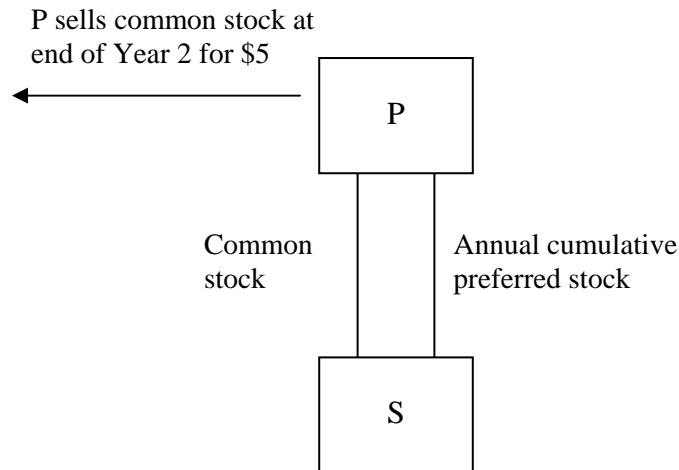 P sells common stock at
end of Year 2 for $5
P
Common
stock
Annual cumulative
preferred stock
S